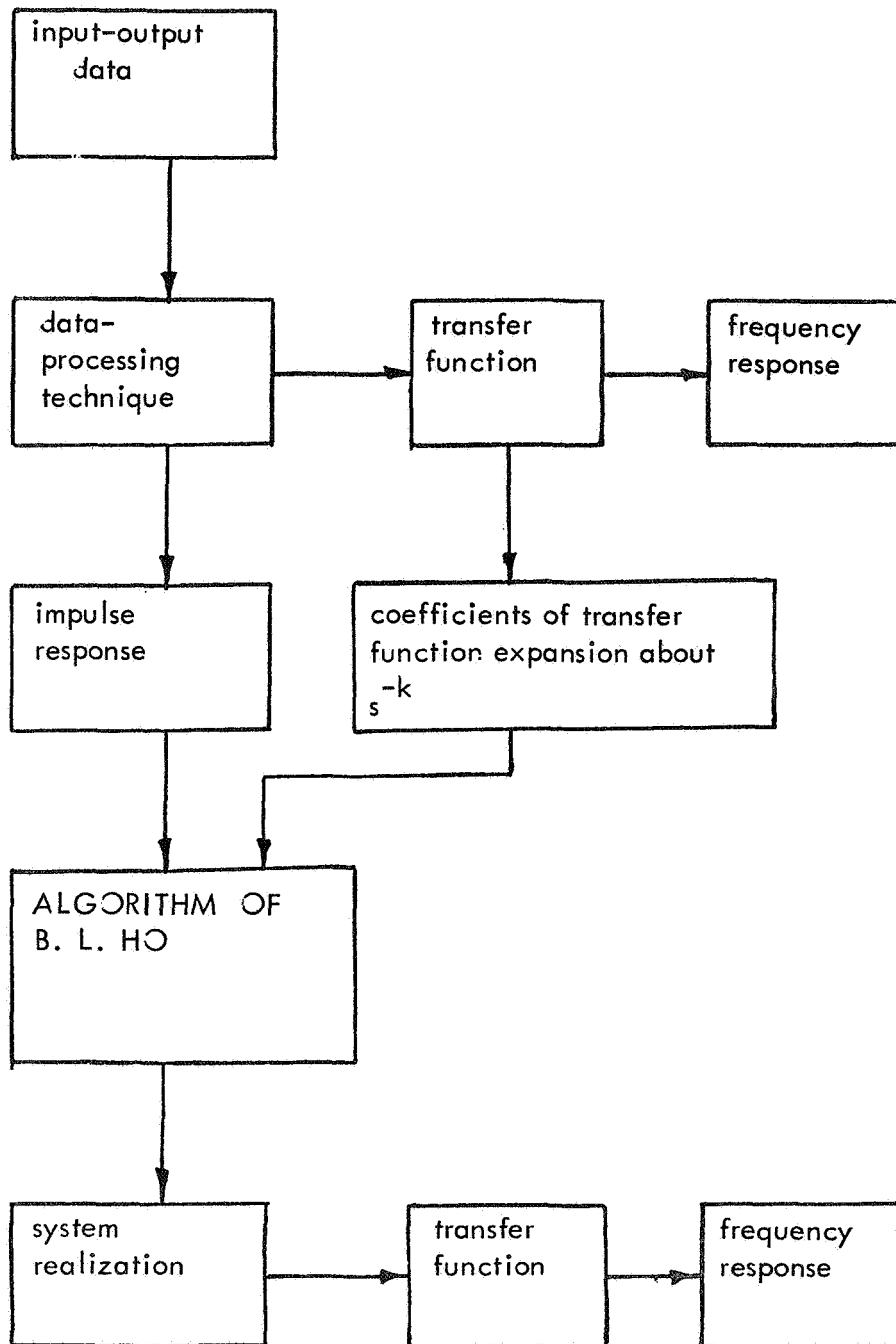 input-output
data
data-
processing
technique
transfer
function
frequency
response
impulse
response
coefficients of transfer
function expansion about
s^-k
ALGORITHM OF
B. L. HO
system
realization
transfer
function
frequency
response